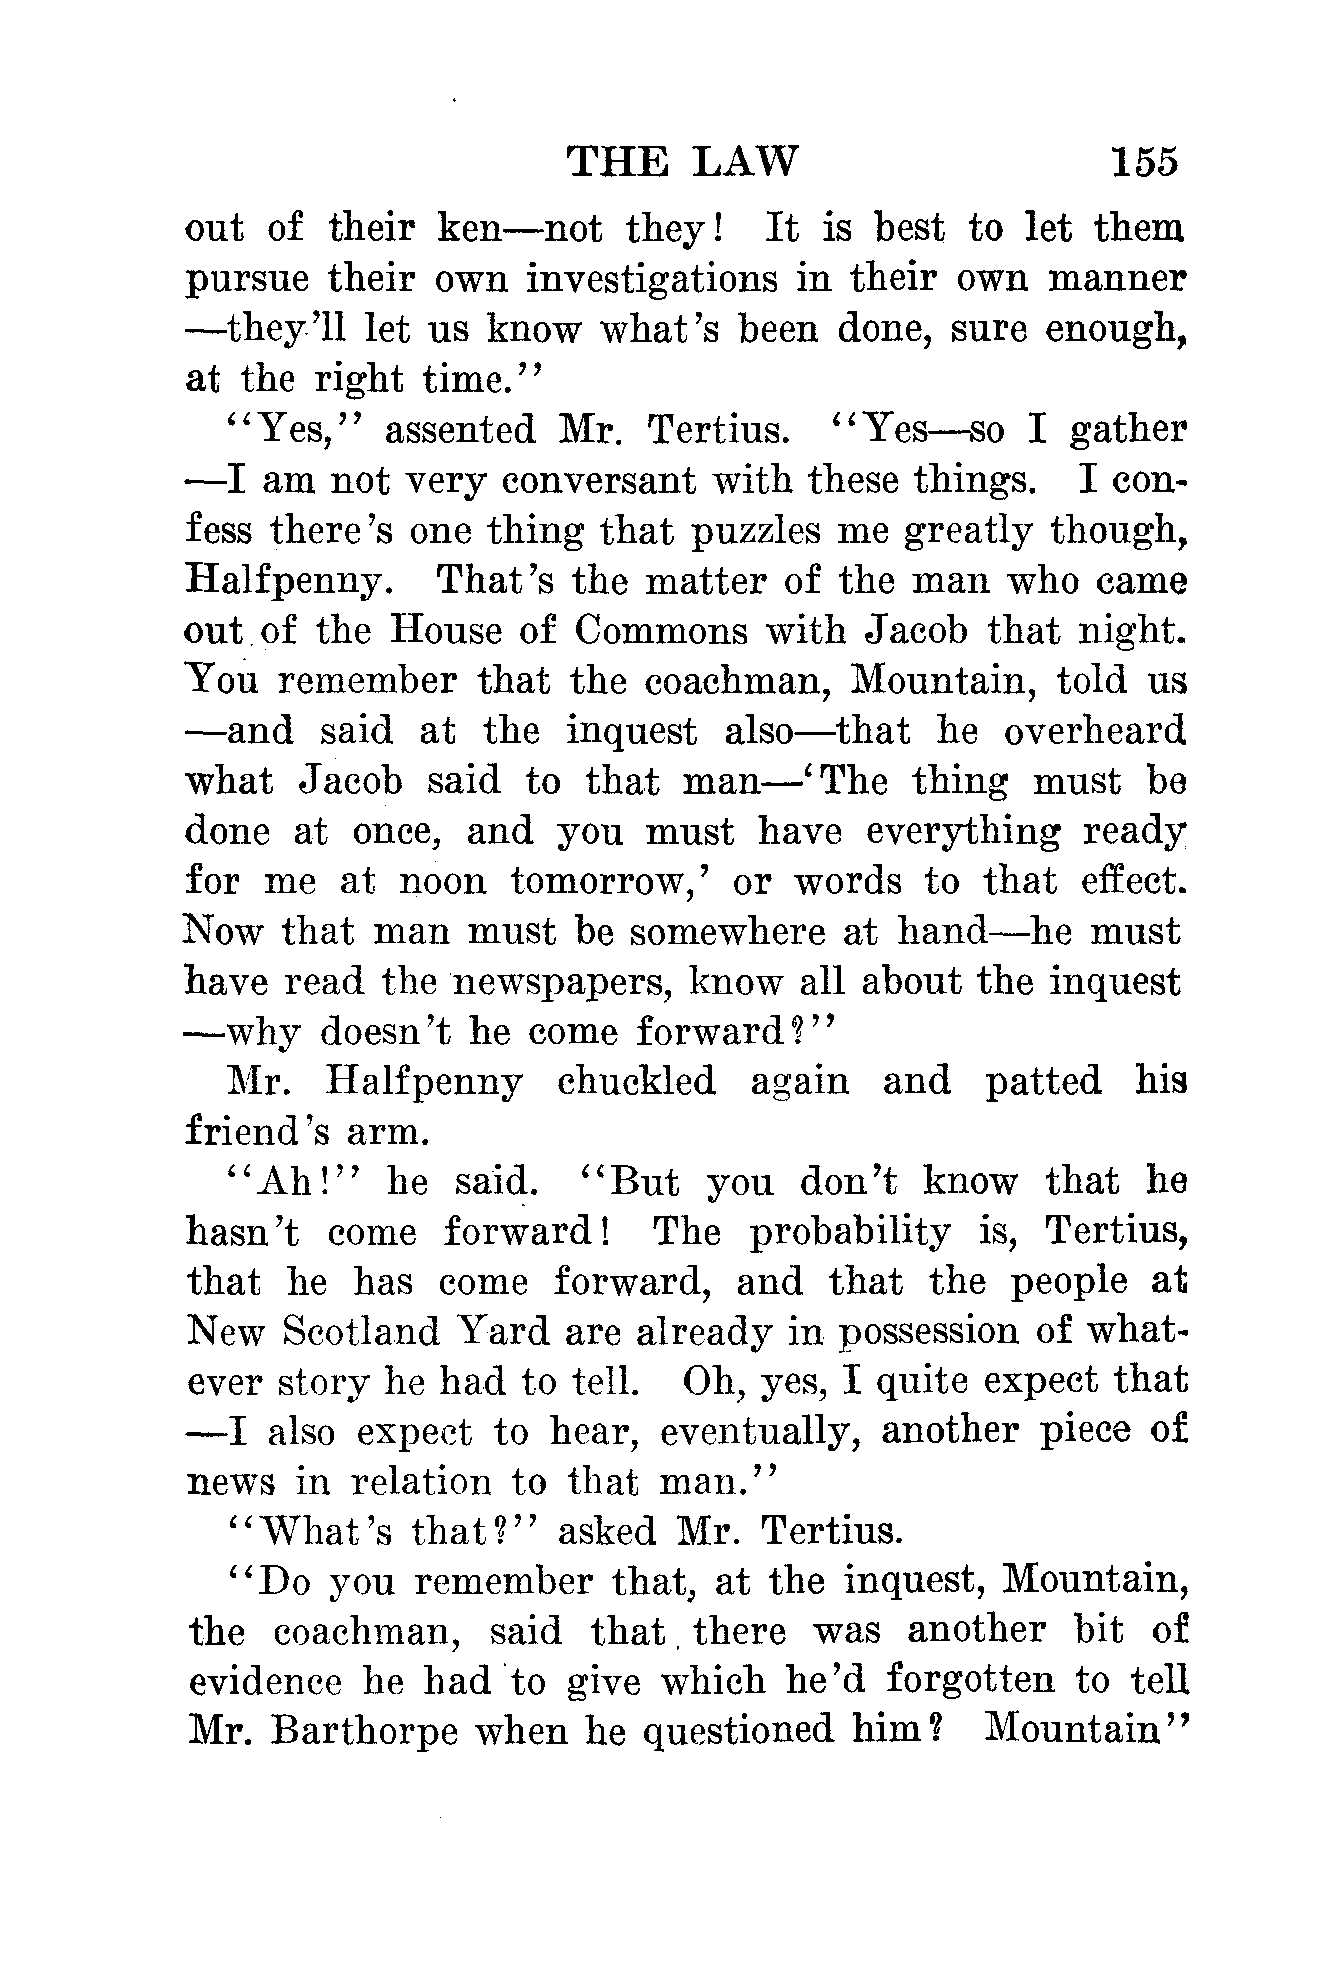 THE LAW 155
out of their ken—not they! It is best to let them
pursue their own investigations in their own manner
—they'll let us know what's been done, sure enough,
at the right time."
"Yes," assented Mr. Tertius. "Yes—so I gather
—I am not very conversant with these things. I con-
fess there's one thing that puzzles me greatly though,
Halfpenny. That's the matter of the man who came
out of the House of Commons with Jacob that night.
You remember that the coachman, Mountain, told us
—and said at the inquest also—that he overheard
what Jacob said to that man—'The thing must be
done at once, and you must have everything ready
for me at noon tomorrow,' or words to that effect.
Now that man must be somewhere at hand—he must
have read the newspapers, know all about the inquest
—why doesn't he come forward?"
Mr. Halfpenny chuckled again and patted his
friend's arm.
"Ah!" he said. "But you don't know that he
hasn't come forward! The probability is, Tertius,
that he has come forward, and that the people at
New Scotland Yard are already in possession of what-
ever story he had to tell. Oh, yes, I quite expect that
—I also expect to hear, eventually, another piece of
news in relation to that man."
"What's that?" asked Mr. Tertius.
"Do you remember that, at the inquest, Mountain,
the coachman, said that there was another bit of
evidence he had to give which he'd forgotten to tell
Mr. Barthorpe when he questioned him? Mountain"